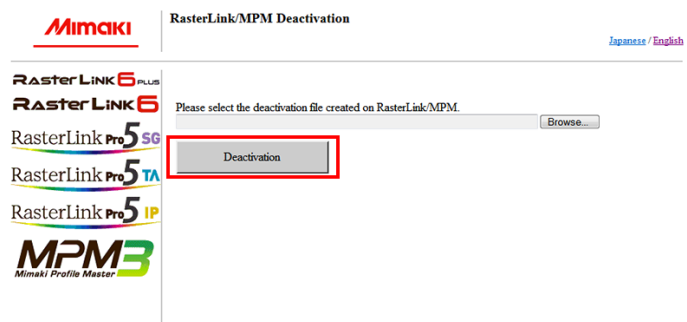 Mimaki
RasterLink/MPM Deactivation
Japanese / English
RasterLink6 PLUS
RasterLink6
RasterLink Pro5 SG
RasterLink Pro5 TA
RasterLink Pro5 IP
MPM3
Mimaki Profile Master
Please select the deactivation file created on RasterLink/MPM.
Browse...
Deactivation